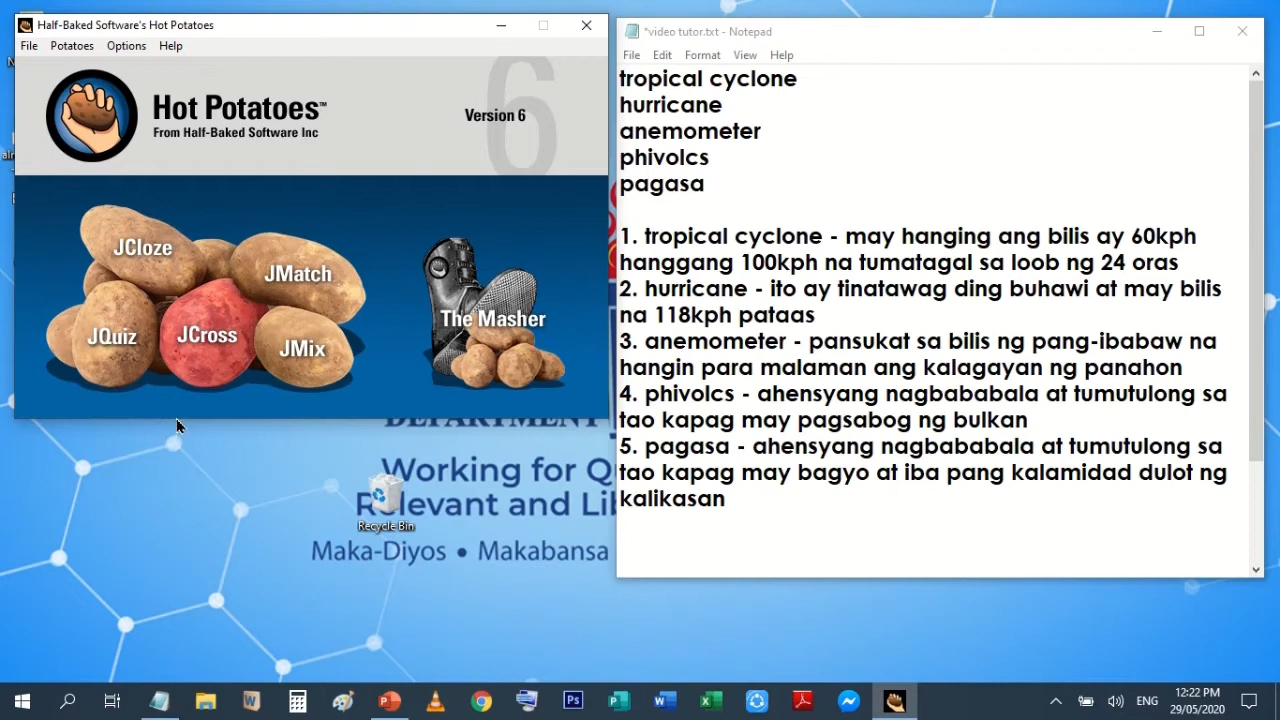 Half-Baked Software's Hot Potatoes
File Potatoes Options Help
Hot Potatoes™
From Half-Baked Software Inc
6
Version 6
JCloze
JMatch
JQuiz
JCross
JMix
The Masher
*video tutor.txt - Notepad
File Edit Format View Help
tropical cyclone
hurricane
anemometer
phivolcs
pagasa
1. tropical cyclone - may hanging ang bilis ay 60kph
hanggang 100kph na tumatagal sa loob ng 24 oras
2. hurricane - ito ay tinatawag ding buhawi at may bilis
na 118kph pataas
3. anemometer - pansukat sa bilis ng pang-ibabaw na
hangin para malaman ang kalagayan ng panahon
4. phivolcs - ahensyang nagbababala at tumutulong sa
tao kapag may pagsabog ng bulkan
5. pagasa - ahensyang nagbababala at tumutulong sa
tao kapag may bagyo at iba pang kalamidad dulot ng
kalikasan
DEPARTMENT
Working for Q
Relevant and Lib
Maka-Diyos • Makabansa
Recycle Bin
ENG
12:22 PM
29/05/2020